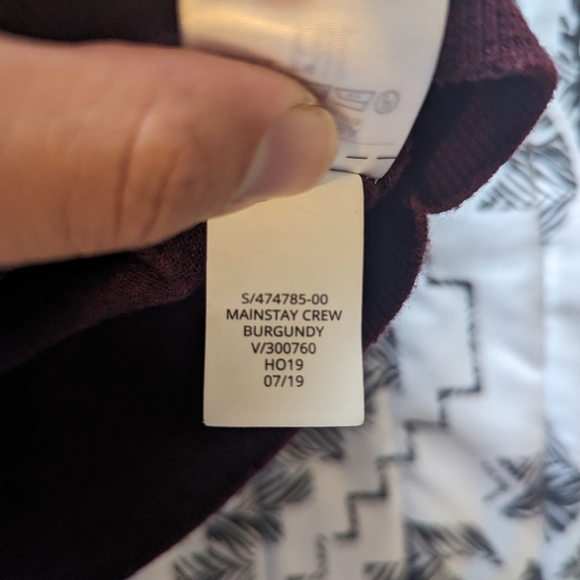 S/474785-00
MAINSTAY CREW
BURGUNDY
V/300760
HO19
07/19